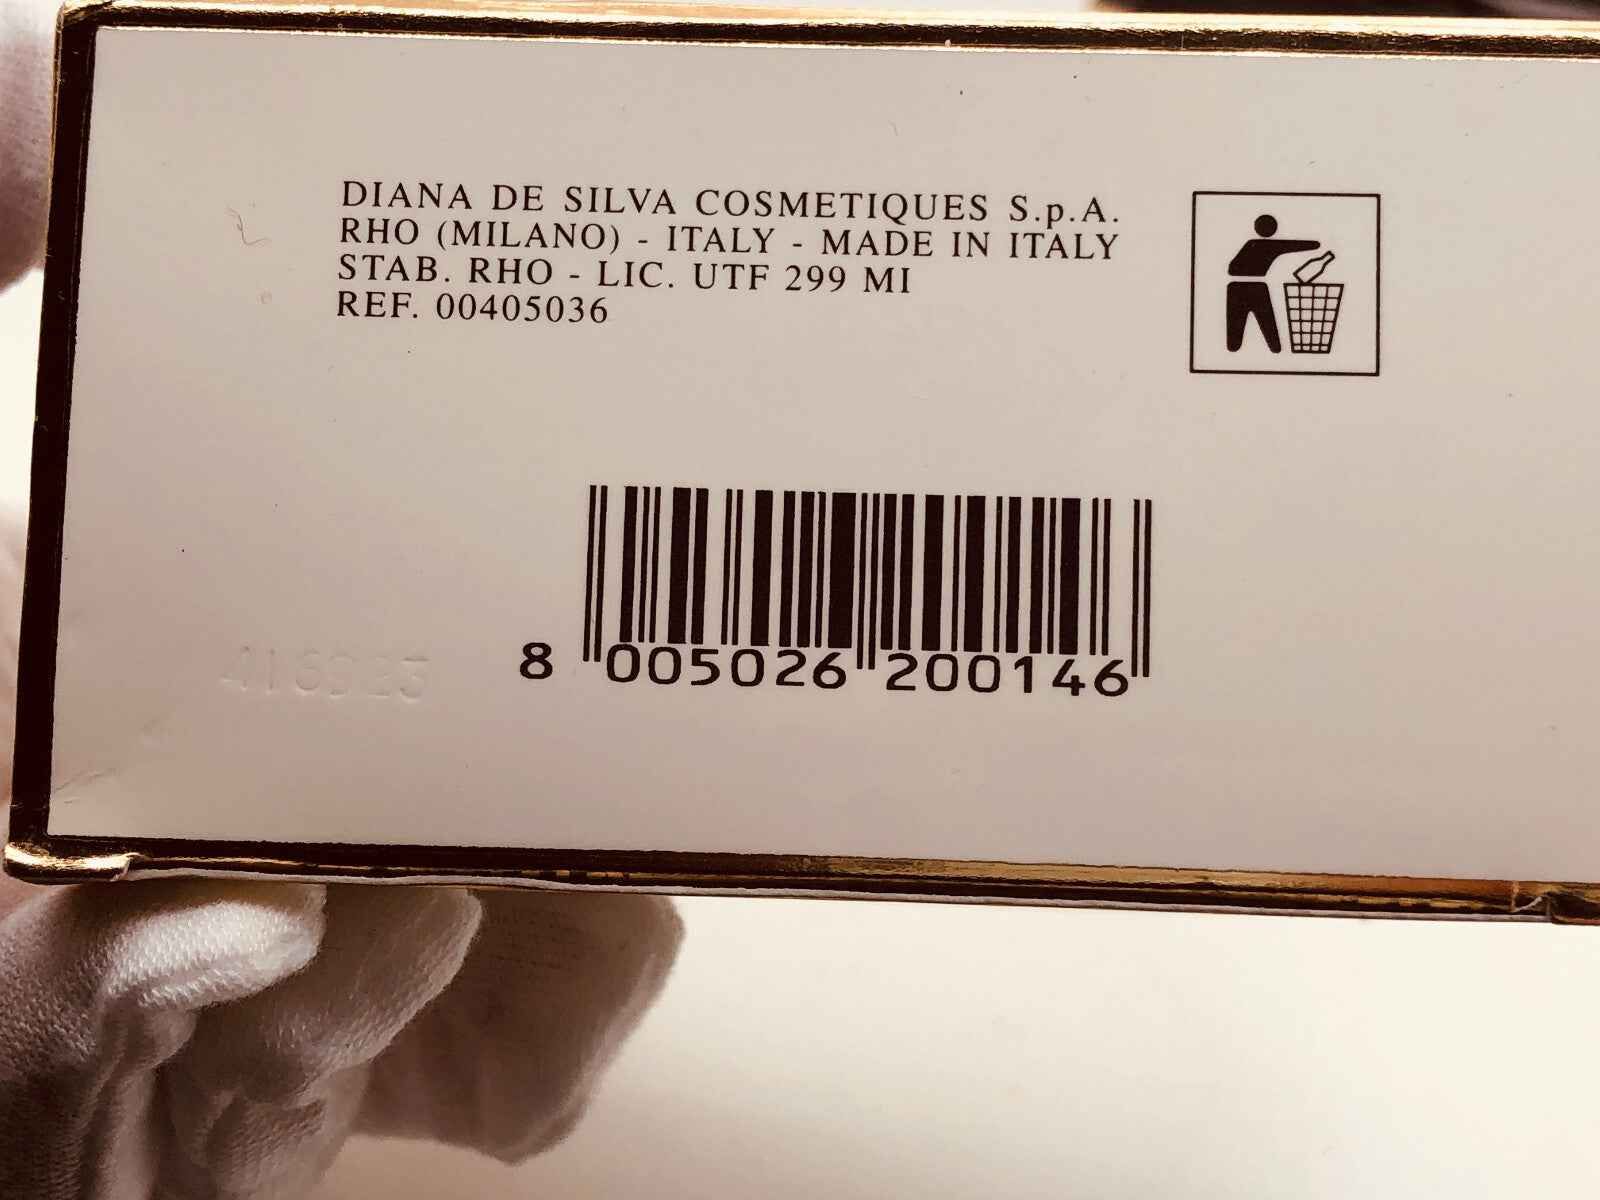 DIANA DE SILVA COSMETIQUES S.p.A.
RHO (MILANO) - ITALY - MADE IN ITALY
STAB. RHO - LIC. UTF 299 MI
REF. 00405036
8 005026 200146